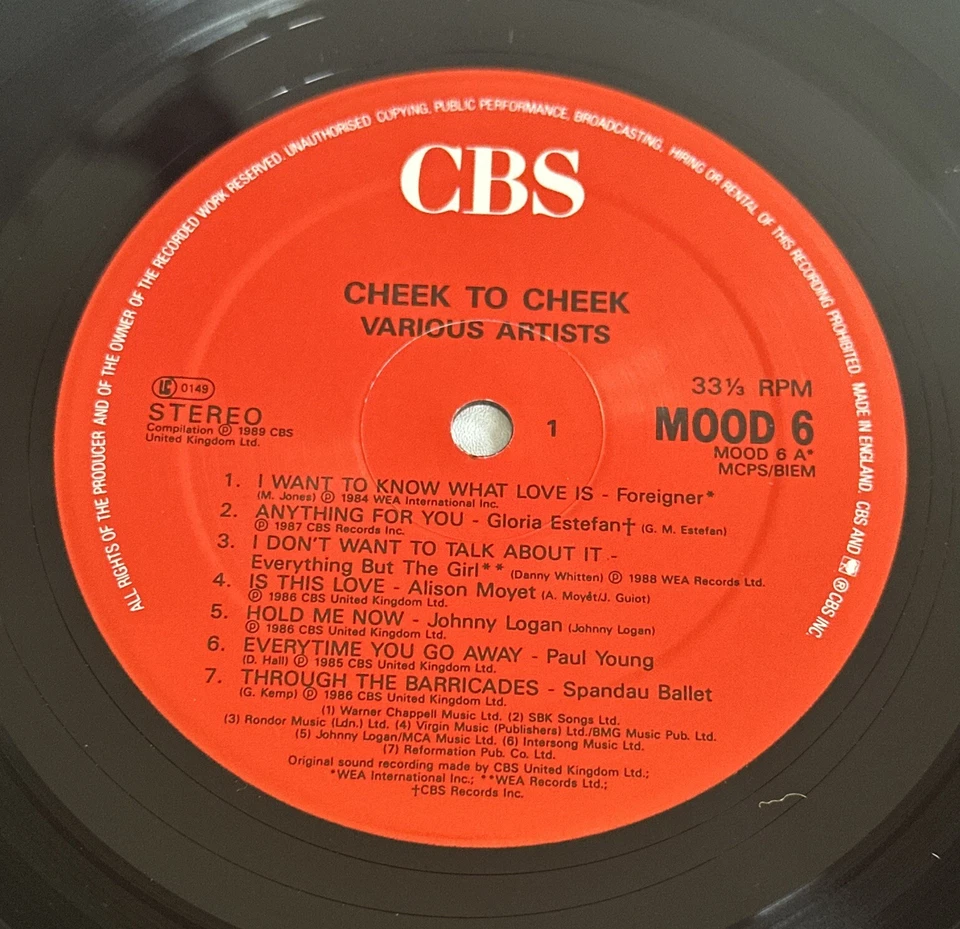 ALL RIGHTS OF THE PRODUCER AND OF THE OWNER OF THE RECORDED WORK RESERVED. UNAUTHORISED COPYING, PUBLIC PERFORMANCE, BROADCASTING, HIRING OR RENTAL OF THIS RECORDING PROHIBITED. MADE IN ENGLAND. CBS AND ® CBS INC.
CBS
CHEEK TO CHEEK
VARIOUS ARTISTS
LC 0149
STEREO
Compilation ℗ 1989 CBS
United Kingdom Ltd.
1
33⅓ RPM
MOOD 6
MOOD 6 A*
MCPS/BIEM
1. I WANT TO KNOW WHAT LOVE IS - Foreigner*
(M. Jones) ℗ 1984 WEA International Inc.
2. ANYTHING FOR YOU - Gloria Estefan† (G. M. Estefan)
℗ 1987 CBS Records Inc.
3. I DON'T WANT TO TALK ABOUT IT -
Everything But The Girl** (Danny Whitten) ℗ 1988 WEA Records Ltd.
4. IS THIS LOVE - Alison Moyet (A. Moyet/J. Guiot)
℗ 1986 CBS United Kingdom Ltd.
5. HOLD ME NOW - Johnny Logan (Johnny Logan)
℗ 1986 CBS United Kingdom Ltd.
6. EVERYTIME YOU GO AWAY - Paul Young
(D. Hall) ℗ 1985 CBS United Kingdom Ltd.
7. THROUGH THE BARRICADES - Spandau Ballet
(G. Kemp) ℗ 1986 CBS United Kingdom Ltd.
(1) Warner Chappell Music Ltd. (2) SBK Songs Ltd.
(3) Rondor Music (Ldn.) Ltd. (4) Virgin Music (Publishers) Ltd./BMG Music Pub. Ltd.
(5) Johnny Logan/MCA Music Ltd. (6) Intersong Music Ltd.
(7) Reformation Pub. Co. Ltd.
Original sound recording made by CBS United Kingdom Ltd.;
*WEA International Inc.; **WEA Records Ltd.;
†CBS Records Inc.